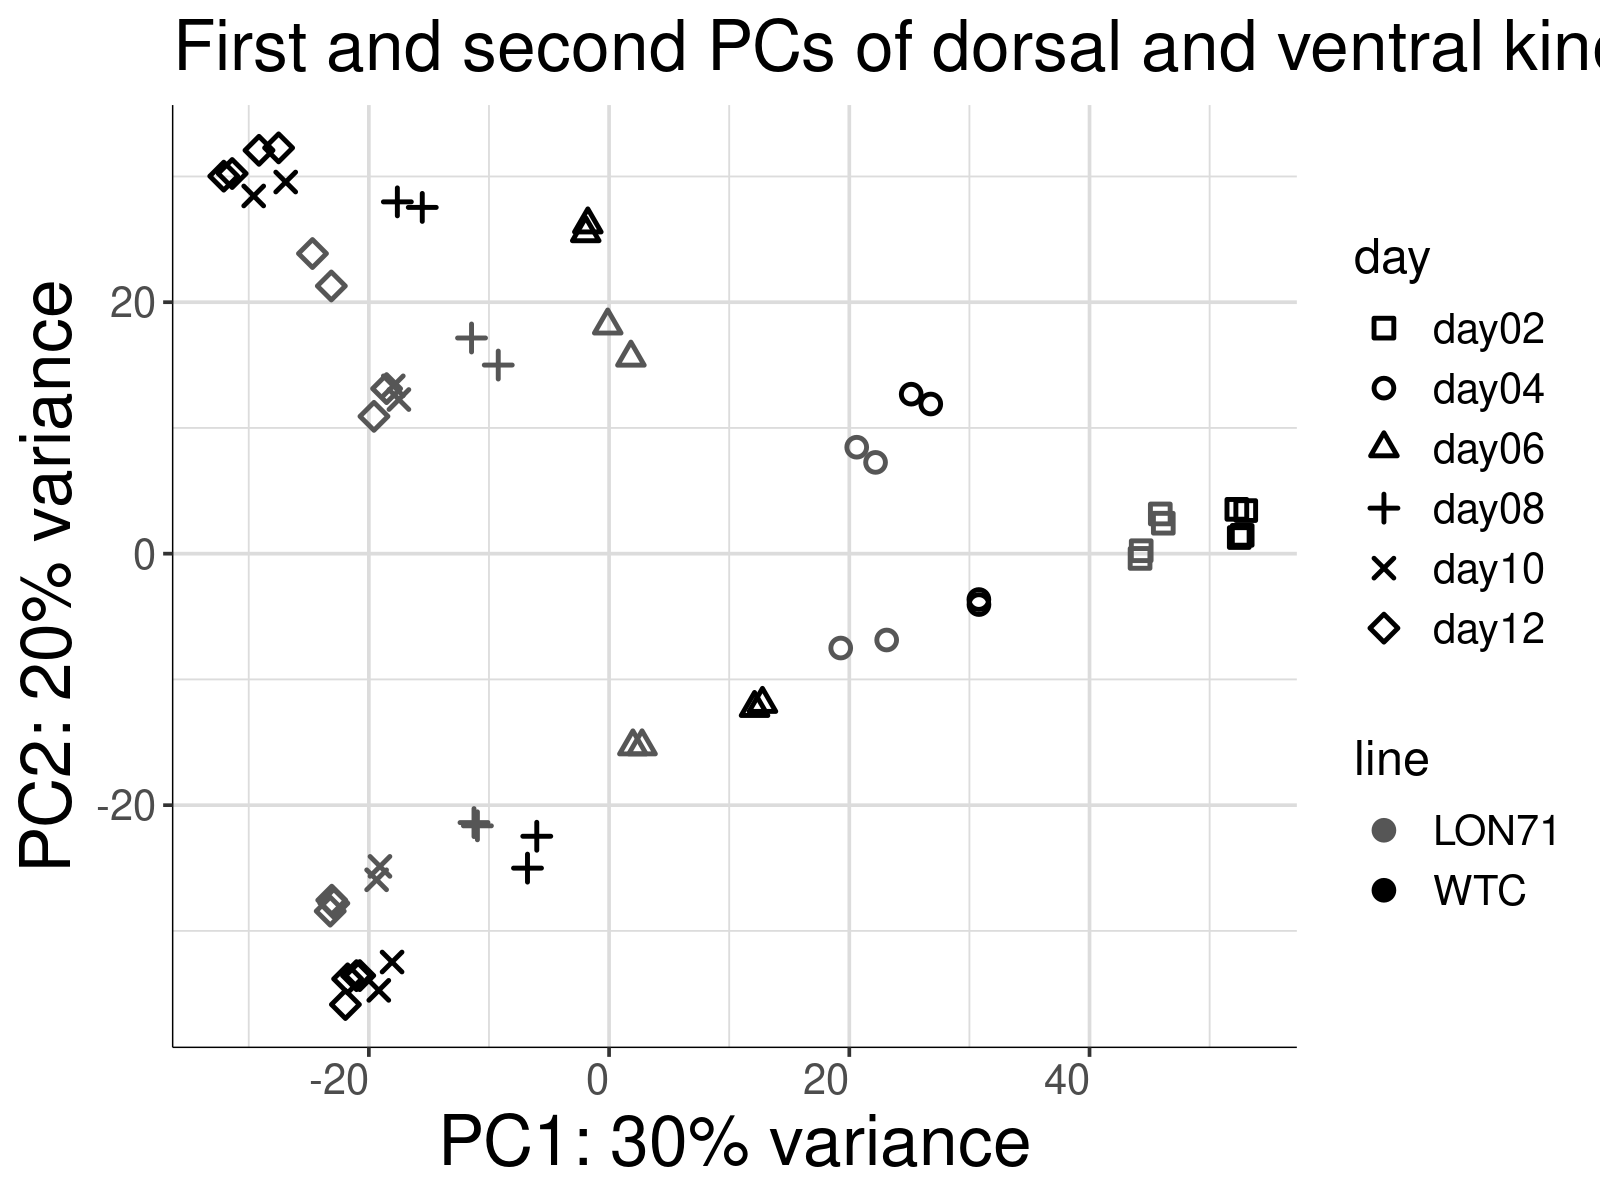 First and second PCs of dorsal and ventral
PC2: 20% variance
20
0
-20
-20
0
20
40
PC1: 30% variance
day
day02
day04
day06
day08
day10
day12
line
LON71
WTC